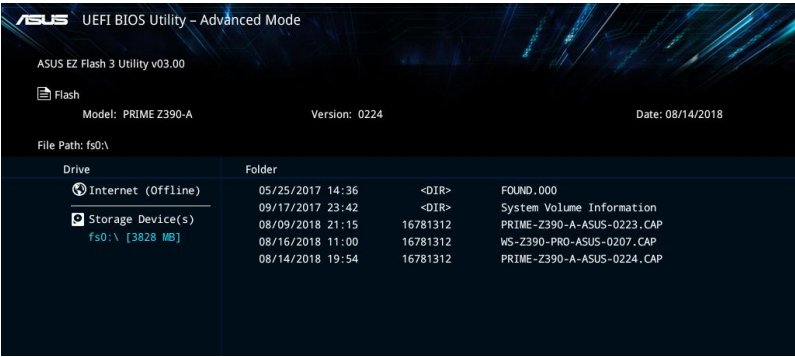 ASUS UEFI BIOS Utility – Advanced Mode
ASUS EZ Flash 3 Utility v03.00
Flash
Model: PRIME Z390-A Version: 0224 Date: 08/14/2018
File Path: fs0:\
Drive Folder
Internet (Offline) 05/25/2017 14:36 <DIR> FOUND.000
09/17/2017 23:42 <DIR> System Volume Information
Storage Device(s) 08/09/2018 21:15 16781312 PRIME-Z390-A-ASUS-0223.CAP
fs0:\ [3828 MB] 08/16/2018 11:00 16781312 WS-Z390-PRO-ASUS-0207.CAP
08/14/2018 19:54 16781312 PRIME-Z390-A-ASUS-0224.CAP